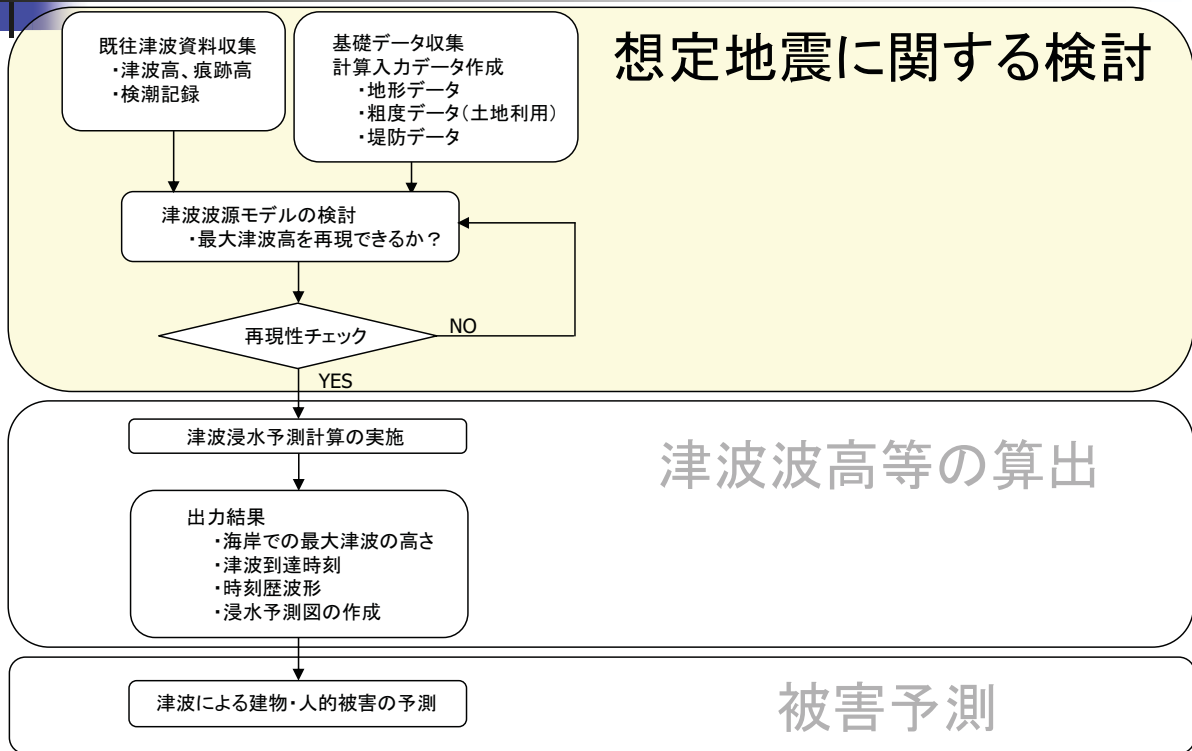 想定地震に関する検討
既往津波資料収集
・津波高、痕跡高
・検潮記録
基礎データ収集
計算入力データ作成
・地形データ
・粗度データ(土地利用)
・堤防データ
津波波源モデルの検討
・最大津波高を再現できるか?
再現性チェック
NO
YES
津波波高等の算出
津波浸水予測計算の実施
出力結果
・海岸での最大津波の高さ
・津波到達時刻
・時刻歴波形
・浸水予測図の作成
被害予測
津波による建物・人的被害の予測